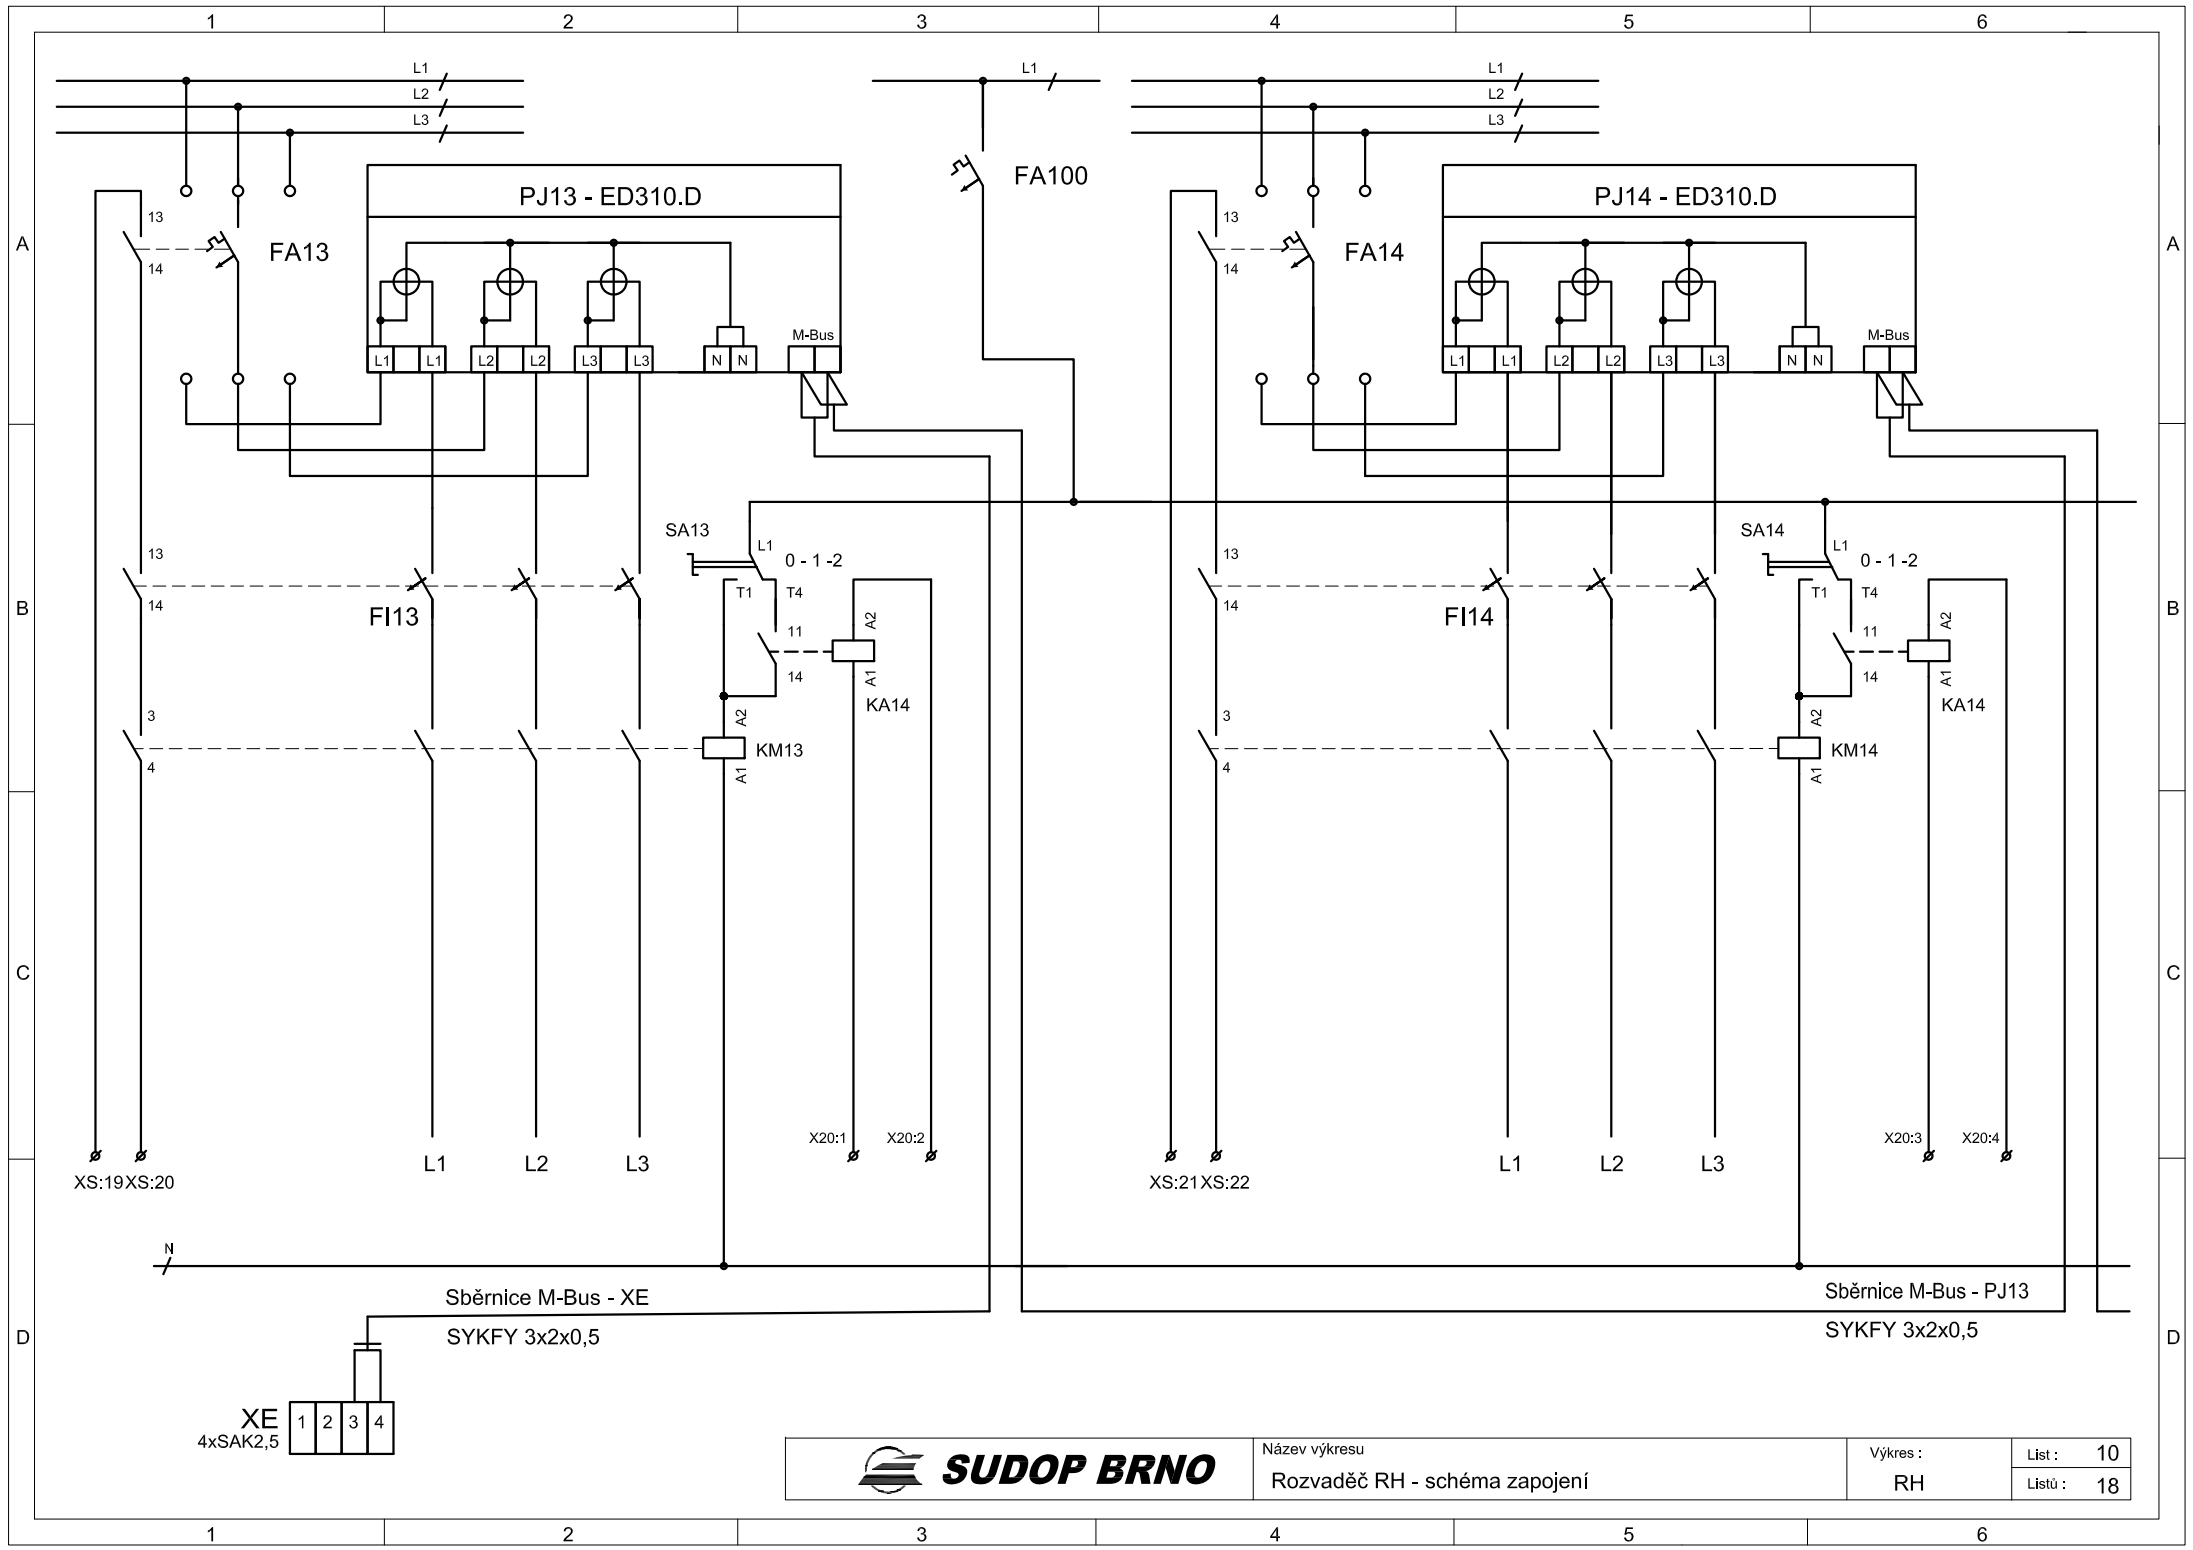 1 2 3 4 5 6
L1 L1 L1
L2 L2
L3 L3
FA100
PJ13 - ED310.D PJ14 - ED310.D
13 13
A FA13 FA14 A
14 14
M-Bus M-Bus
L1 L1 L2 L2 L3 L3 N N L1 L1 L2 L2 L3 L3 N N
SA13 SA14
13 L1 0 - 1 -2 13 L1 0 - 1 -2
T1 T4 T1 T4
B 14 FI13 14 FI14 B
11 A2 11 A2
14 A1 14 A1
KA14 KA14
3 A2 3 A2
KM13 KM14
4 A1 4 A1
C C
X20:1 X20:2 X20:3 X20:4
L1 L2 L3 L1 L2 L3
XS:19 XS:20 XS:21 XS:22
N
Sběrnice M-Bus - XE Sběrnice M-Bus - PJ13
D SYKFY 3x2x0,5 SYKFY 3x2x0,5 D
XE 1 2 3 4
4xSAK2,5
SUDOP BRNO
Název výkresu
Rozvaděč RH - schéma zapojení
Výkres :
RH
List : 10
Listů : 18
1 2 3 4 5 6